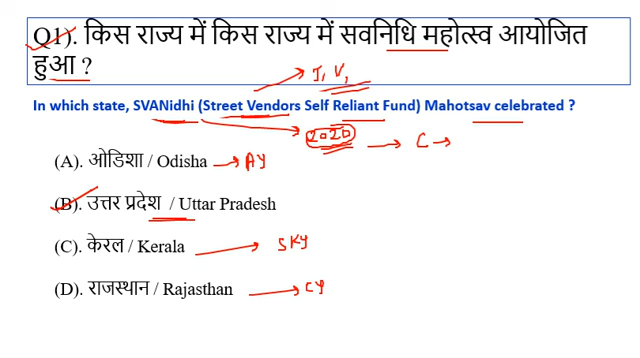 Q1). किस राज्य में किस राज्य में सवनिधि महोत्स्व आयोजित
हुआ ?
I, V,
In which state, SVANidhi (Street Vendors Self Reliant Fund) Mahotsav celebrated ?
2020 → C →
(A). ओडिशा / Odisha → AY
(B). उत्तर प्रदेश / Uttar Pradesh
(C). केरल / Kerala → SKY
(D). राजस्थान / Rajasthan → CY